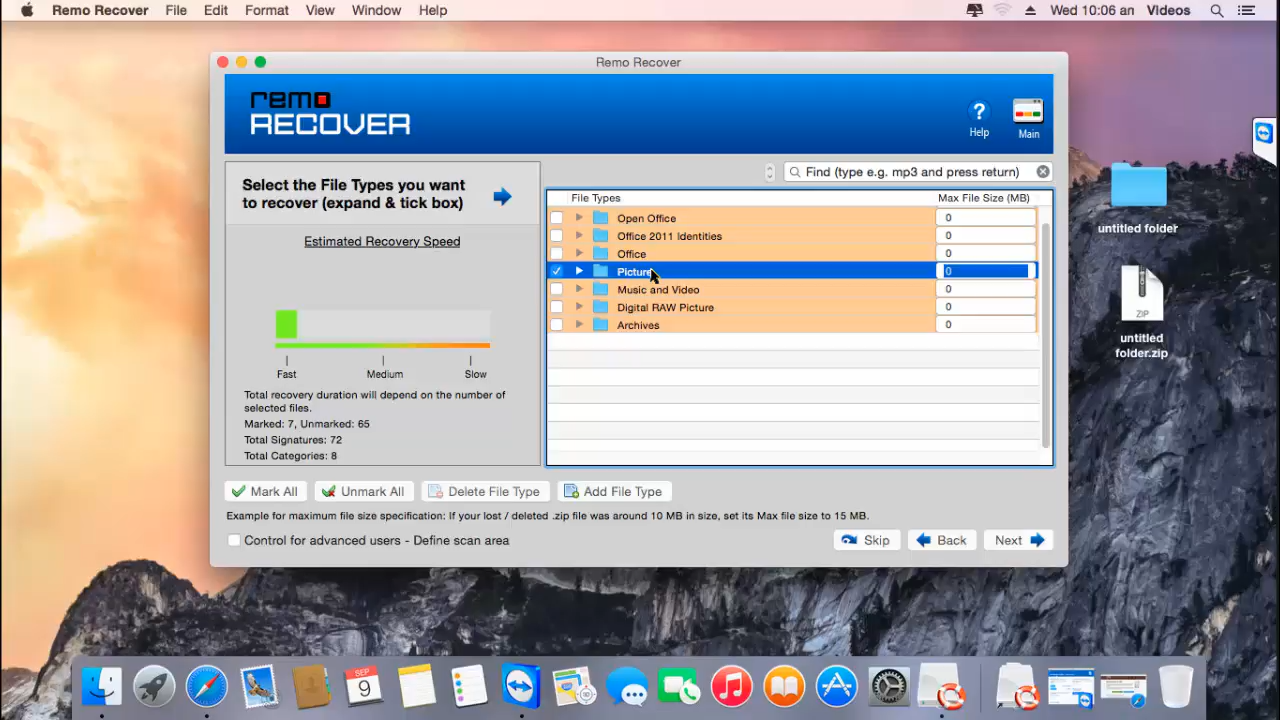 Remo Recover File Edit Format View Window Help Wed 10:06 an Videos
Remo Recover
remo
RECOVER
Help Main
Select the File Types you want
to recover (expand & tick box)
Find (type e.g. mp3 and press return)
File Types Max File Size (MB)
Open Office 0
Office 2011 Identities 0
Office 0
Picture 0
Music and Video 0
Digital RAW Picture 0
Archives 0
Estimated Recovery Speed
Fast Medium Slow
Total recovery duration will depend on the number of
selected files.
Marked: 7, Unmarked: 65
Total Signatures: 72
Total Categories: 8
Mark All Unmark All Delete File Type Add File Type
Example for maximum file size specification: If your lost / deleted .zip file was around 10 MB in size, set its Max file size to 15 MB.
Control for advanced users - Define scan area
Skip Back Next
untitled folder
ZIP
untitled
folder.zip
SEP
9